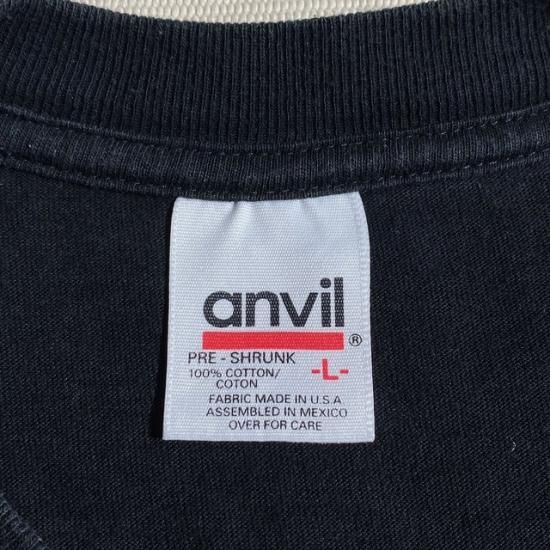 anvil®
PRE - SHRUNK
100% COTTON/
COTON
-L-
FABRIC MADE IN U.S.A
ASSEMBLED IN MEXICO
OVER FOR CARE